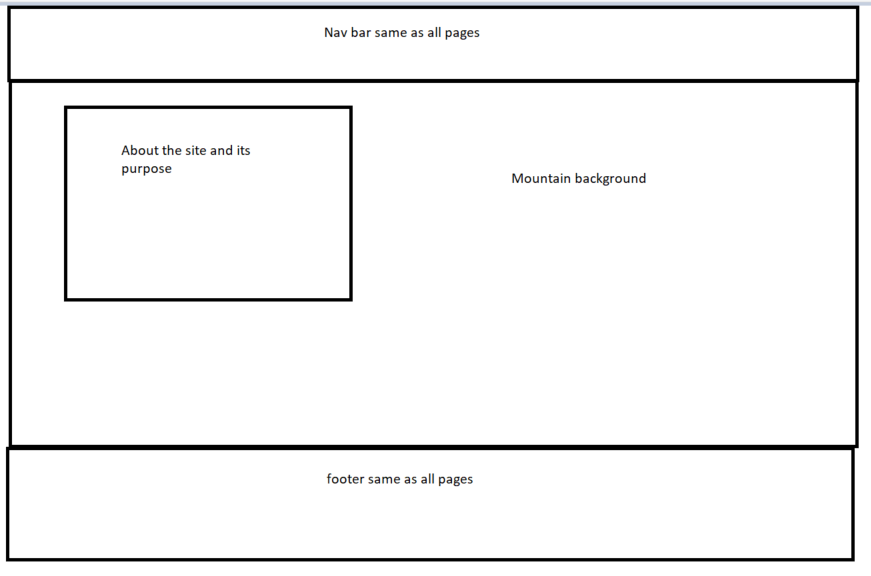 Nav bar same as all pages
About the site and its
purpose
Mountain background
footer same as all pages